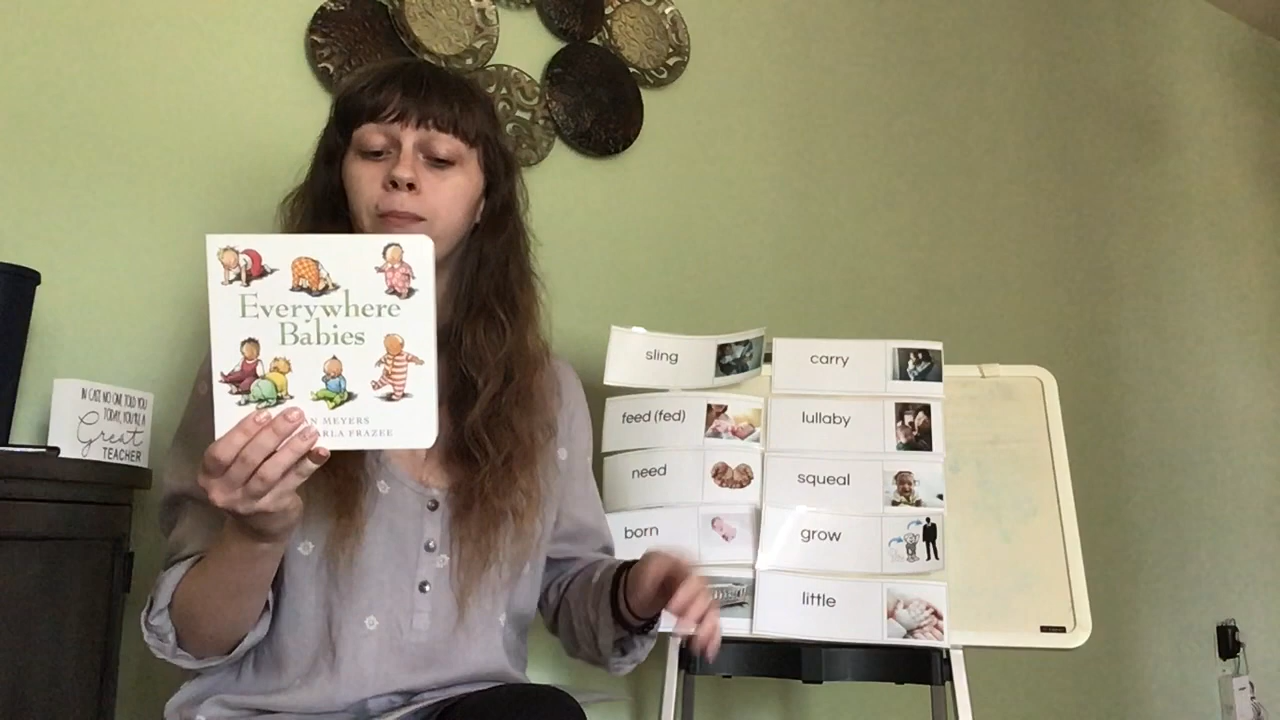 Everywhere
Babies
N MEYERS
ARLA FRAZEE
IN CASE NO ONE TOLD YOU
TODAY, YOU'RE A
Great
TEACHER
sling
carry
feed (fed)
lullaby
need
squeal
born
grow
little